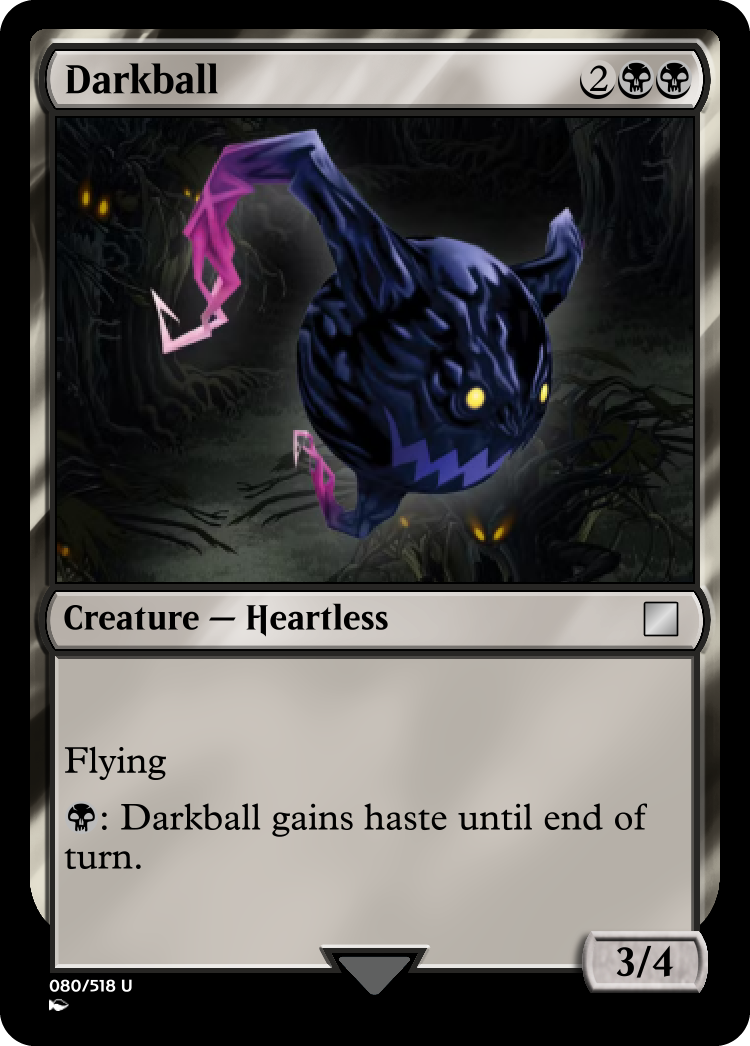 Darkball 2
Creature — Heartless
Flying
: Darkball gains haste until end of
turn.
3/4
080/518 U